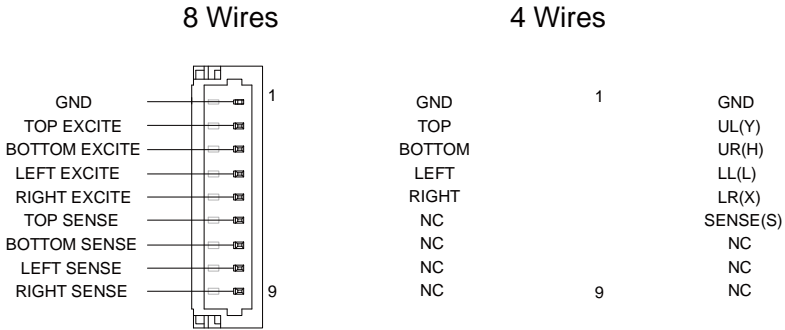 8 Wires 4 Wires
GND 1 GND 1 GND
TOP EXCITE TOP UL(Y)
BOTTOM EXCITE BOTTOM UR(H)
LEFT EXCITE LEFT LL(L)
RIGHT EXCITE RIGHT LR(X)
TOP SENSE NC SENSE(S)
BOTTOM SENSE NC NC
LEFT SENSE NC NC
RIGHT SENSE 9 NC 9 NC